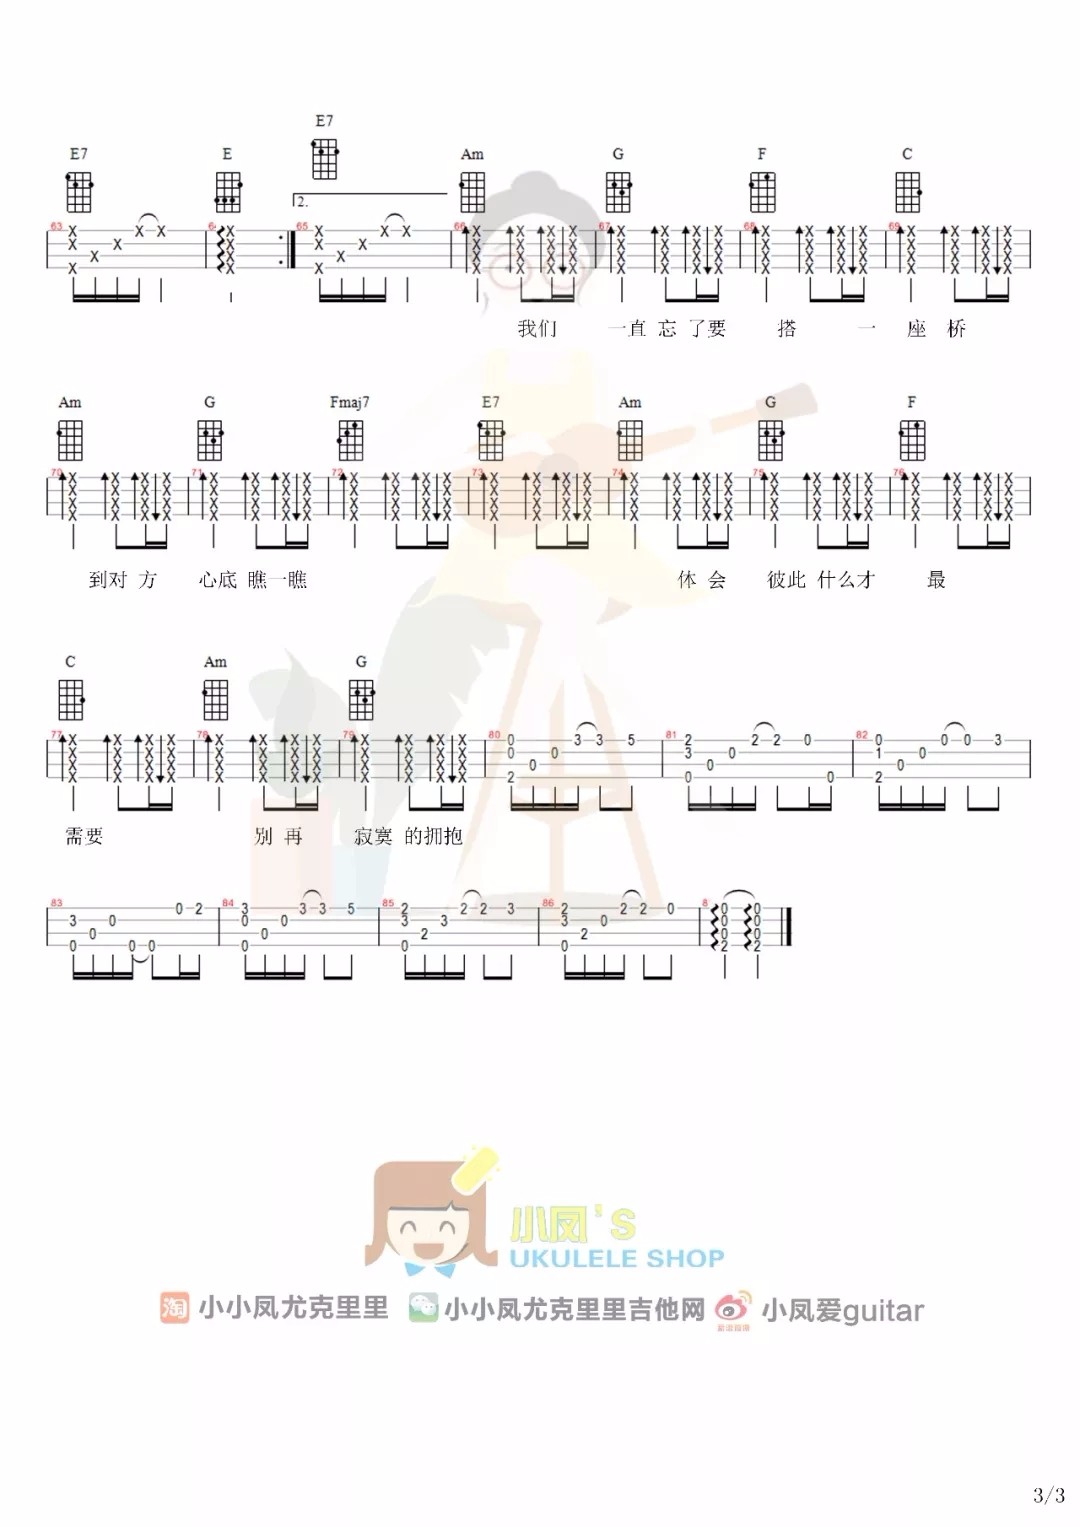 E7
E7 E Am G F C
2.
63 64 65 66 67 68 69
我们 一直 忘 了要 搭 一 座 桥
Am G Fmaj7 E7 Am G F
70 71 72 73 74 75 76
到对 方 心底 瞧一瞧 体 会 彼此 什么才 最
C Am G
77 78 79 80 81 82
需要 别 再 寂寞 的拥抱
83 84 85 86 8
小凤's
UKULELE SHOP
淘 小小凤尤克里里 小小凤尤克里里吉他网 小凤爱guitar
3/3